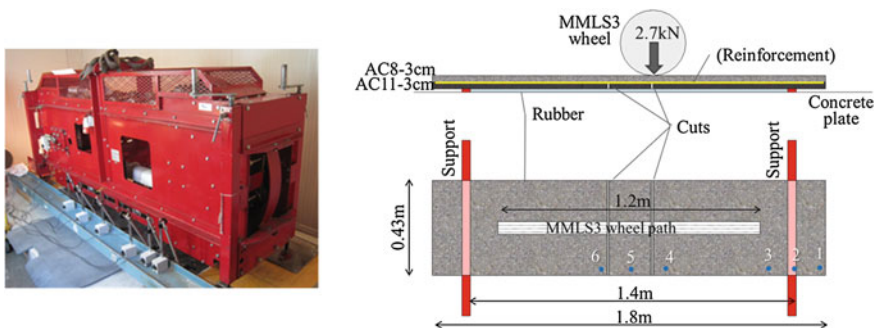 MMLS3
wheel
2.7kN
(Reinforcement)
AC8-3cm
AC11-3cm
Concrete
plate
Rubber
Cuts
Support
Support
1.2m
0.43m
MMLS3 wheel path
6 5 4 3 2 1
1.4m
1.8m